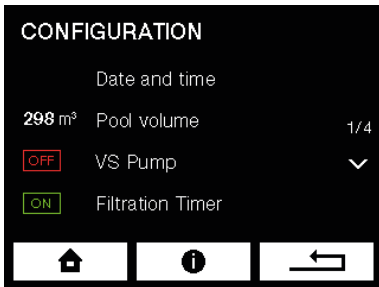 CONFIGURATION
Date and time
298 m³ Pool volume
1/4
OFF VS Pump
ON Filtration Timer